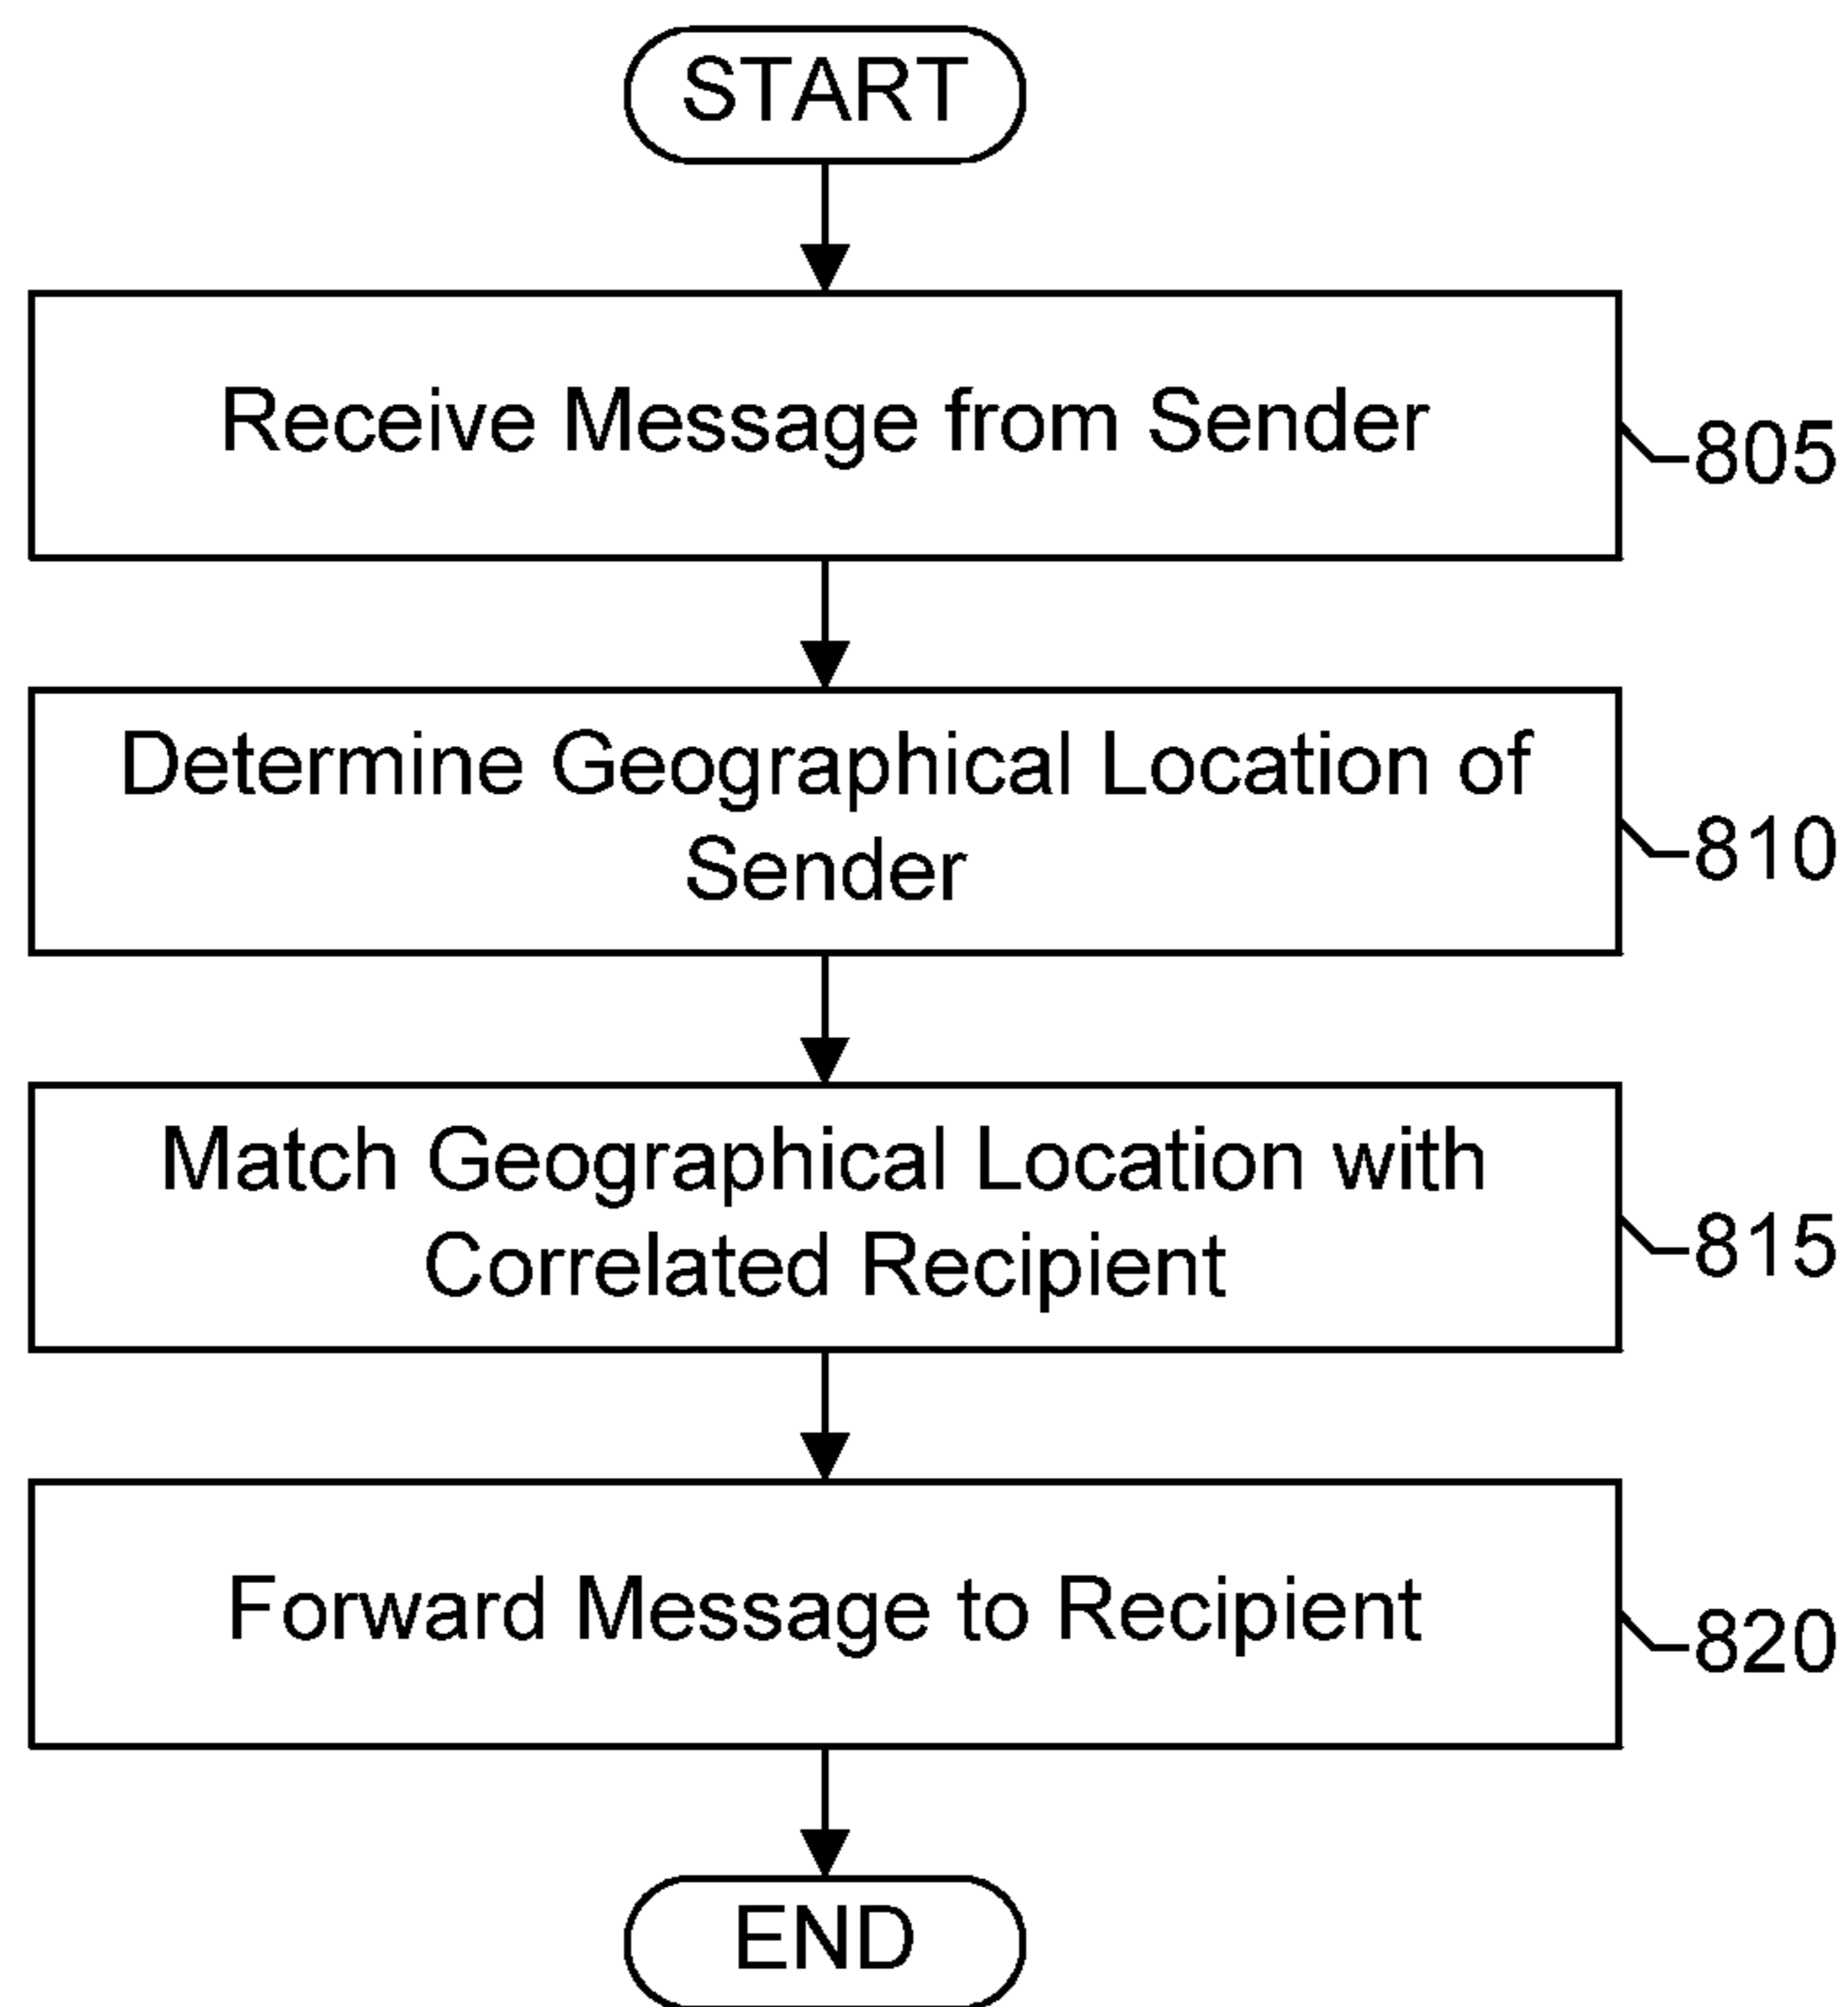 START
Receive Message from Sender
805
Determine Geographical Location of
Sender
810
Match Geographical Location with
Correlated Recipient
815
Forward Message to Recipient
820
END